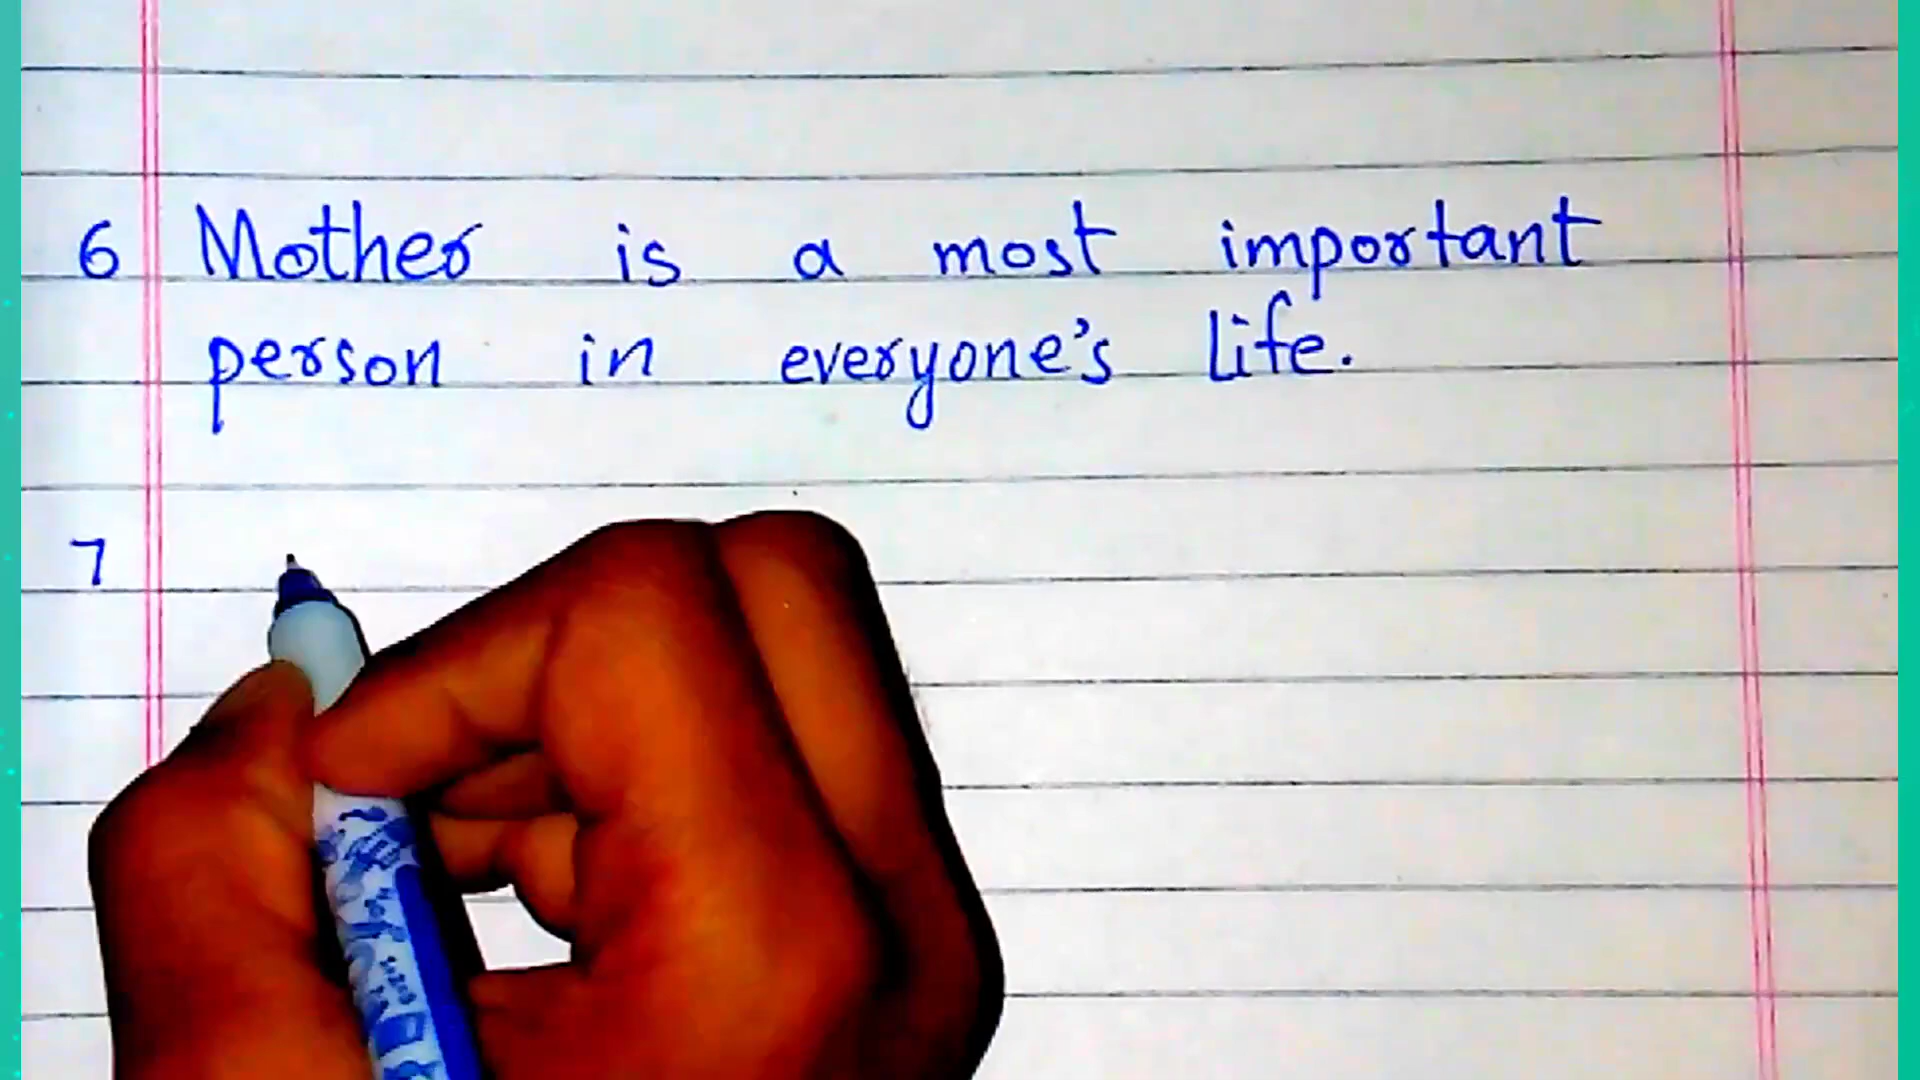 6 Mother is a most important
person in everyone's life.
7